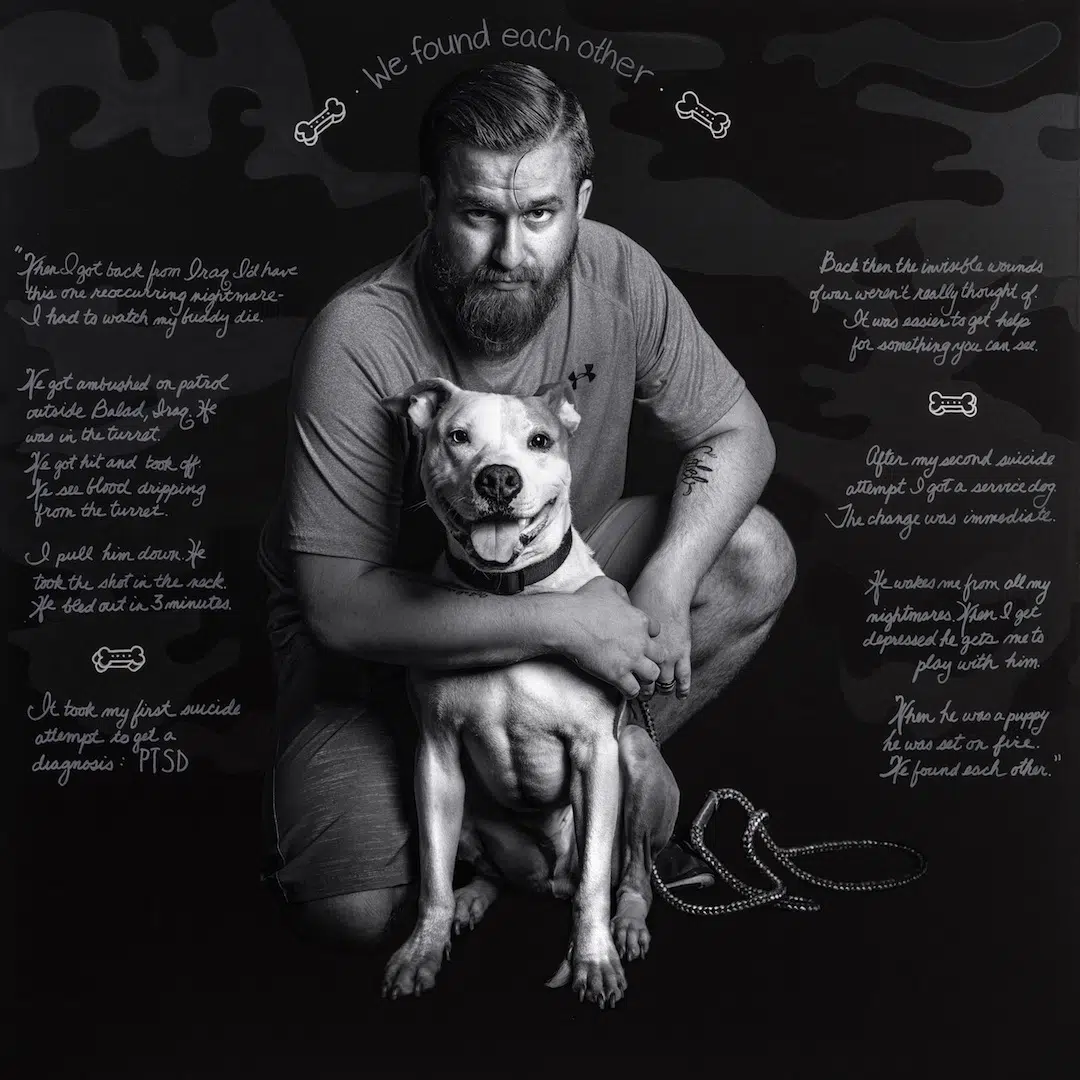 We found each other
"When I got back from Iraq I'd have
this one reoccurring nightmare-
I had to watch my buddy die.
We got ambushed on patrol
outside Balad, Iraq. He
was in the turret.
He got hit and took off.
We see blood dripping
from the turret.
I pull him down. He
took the shot in the neck.
He bled out in 3 minutes.
It took my first suicide
attempt to get a
diagnosis: PTSD
Back then the invisible wounds
of war weren't really thought of.
It was easier to get help
for something you can see.
After my second suicide
attempt I got a service dog.
The change was immediate.
He wakes me from all my
nightmares. When I get
depressed he gets me to
play with him.
When he was a puppy
he was set on fire.
We found each other."